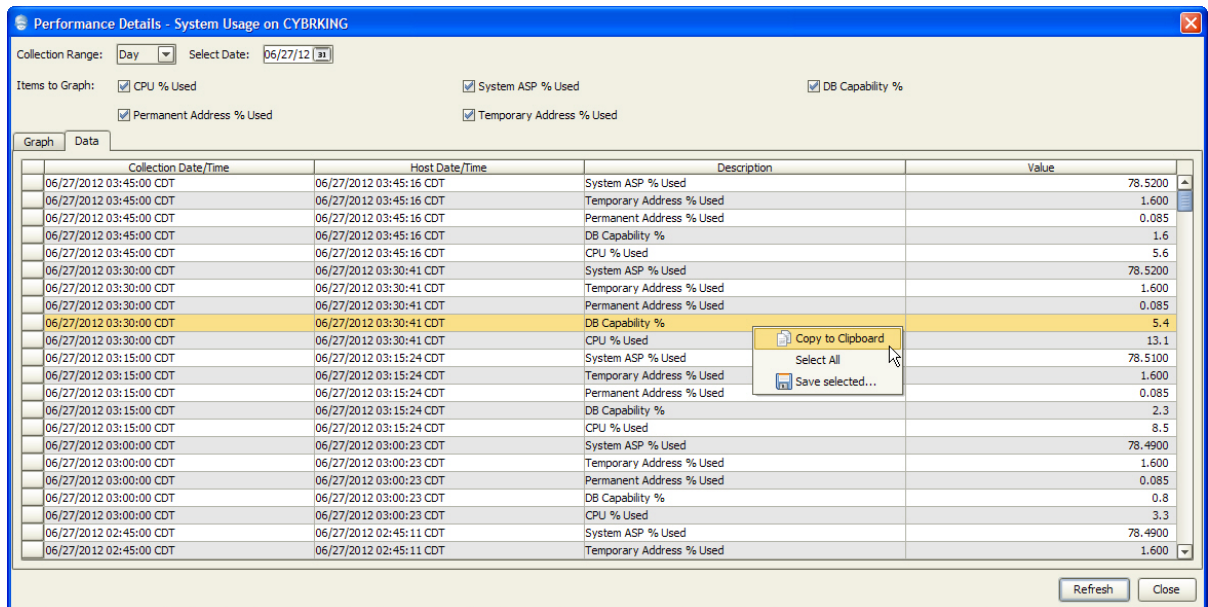 Performance Details - System Usage on CYBRKING
Collection Range: Day Select Date: 06/27/12 31
Items to Graph: CPU % Used System ASP % Used DB Capability %
Permanent Address % Used Temporary Address % Used
Graph Data
Collection Date/Time Host Date/Time Description Value
06/27/2012 03:45:00 CDT 06/27/2012 03:45:16 CDT System ASP % Used 78.5200
06/27/2012 03:45:00 CDT 06/27/2012 03:45:16 CDT Temporary Address % Used 1.600
06/27/2012 03:45:00 CDT 06/27/2012 03:45:16 CDT Permanent Address % Used 0.085
06/27/2012 03:45:00 CDT 06/27/2012 03:45:16 CDT DB Capability % 1.6
06/27/2012 03:45:00 CDT 06/27/2012 03:45:16 CDT CPU % Used 5.6
06/27/2012 03:30:00 CDT 06/27/2012 03:30:41 CDT System ASP % Used 78.5200
06/27/2012 03:30:00 CDT 06/27/2012 03:30:41 CDT Temporary Address % Used 1.600
06/27/2012 03:30:00 CDT 06/27/2012 03:30:41 CDT Permanent Address % Used 0.085
06/27/2012 03:30:00 CDT 06/27/2012 03:30:41 CDT DB Capability % 5.4
06/27/2012 03:30:00 CDT 06/27/2012 03:30:41 CDT CPU % Used 13.1
06/27/2012 03:15:00 CDT 06/27/2012 03:15:24 CDT System ASP % Used 78.5100
06/27/2012 03:15:00 CDT 06/27/2012 03:15:24 CDT Temporary Address % Used 1.600
06/27/2012 03:15:00 CDT 06/27/2012 03:15:24 CDT Permanent Address % Used 0.085
06/27/2012 03:15:00 CDT 06/27/2012 03:15:24 CDT DB Capability % 2.3
06/27/2012 03:15:00 CDT 06/27/2012 03:15:24 CDT CPU % Used 8.5
06/27/2012 03:00:00 CDT 06/27/2012 03:00:23 CDT System ASP % Used 78.4900
06/27/2012 03:00:00 CDT 06/27/2012 03:00:23 CDT Temporary Address % Used 1.600
06/27/2012 03:00:00 CDT 06/27/2012 03:00:23 CDT Permanent Address % Used 0.085
06/27/2012 03:00:00 CDT 06/27/2012 03:00:23 CDT DB Capability % 0.8
06/27/2012 03:00:00 CDT 06/27/2012 03:00:23 CDT CPU % Used 3.3
06/27/2012 02:45:00 CDT 06/27/2012 02:45:11 CDT System ASP % Used 78.4900
06/27/2012 02:45:00 CDT 06/27/2012 02:45:11 CDT Temporary Address % Used 1.600
Copy to Clipboard
Select All
Save selected...
Refresh Close